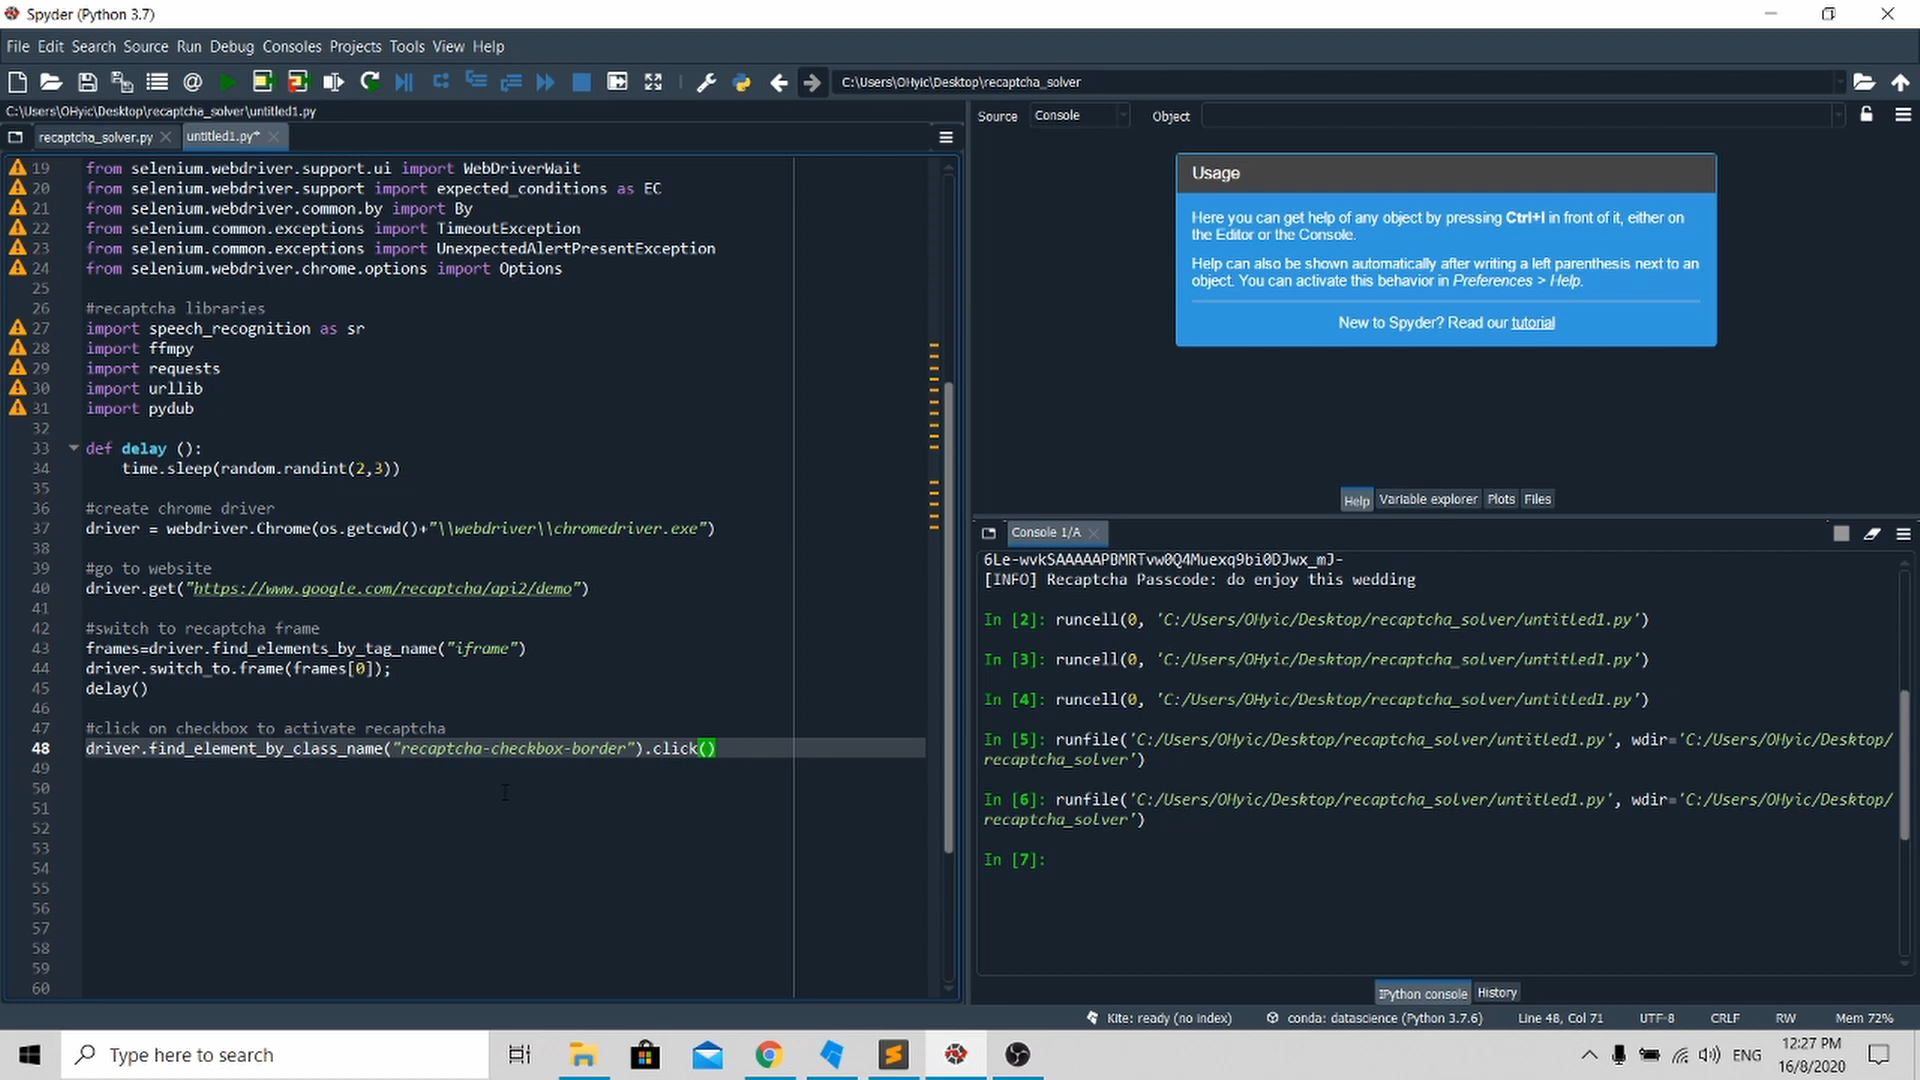 Spyder (Python 3.7)
File Edit Search Source Run Debug Consoles Projects Tools View Help
C:\Users\OHyic\Desktop\recaptcha_solver
C:\Users\OHyic\Desktop\recaptcha_solver\untitled1.py
recaptcha_solver.py
untitled1.py*
19 from selenium.webdriver.support.ui import WebDriverWait
20 from selenium.webdriver.support import expected_conditions as EC
21 from selenium.webdriver.common.by import By
22 from selenium.common.exceptions import TimeoutException
23 from selenium.common.exceptions import UnexpectedAlertPresentException
24 from selenium.webdriver.chrome.options import Options
25
26 #recaptcha libraries
27 import speech_recognition as sr
28 import ffmpy
29 import requests
30 import urllib
31 import pydub
32
33 def delay ():
34 time.sleep(random.randint(2,3))
35
36 #create chrome driver
37 driver = webdriver.Chrome(os.getcwd()+"\\webdriver\\chromedriver.exe")
38
39 #go to website
40 driver.get("https://www.google.com/recaptcha/api2/demo")
41
42 #switch to recaptcha frame
43 frames=driver.find_elements_by_tag_name("iframe")
44 driver.switch_to.frame(frames[0]);
45 delay()
46
47 #click on checkbox to activate recaptcha
48 driver.find_element_by_class_name("recaptcha-checkbox-border").click()
49
50
51
52
53
54
55
56
57
58
59
60
Source Console Object
Usage
Here you can get help of any object by pressing Ctrl+I in front of it, either on
the Editor or the Console.
Help can also be shown automatically after writing a left parenthesis next to an
object. You can activate this behavior in Preferences > Help.
New to Spyder? Read our tutorial
Help Variable explorer Plots Files
Console 1/A
6Le-wvkSAAAAAPBMRTvw0Q4Muexq9bi0DJwx_mJ-
[INFO] Recaptcha Passcode: do enjoy this wedding
In [2]: runcell(0, 'C:/Users/OHyic/Desktop/recaptcha_solver/untitled1.py')
In [3]: runcell(0, 'C:/Users/OHyic/Desktop/recaptcha_solver/untitled1.py')
In [4]: runcell(0, 'C:/Users/OHyic/Desktop/recaptcha_solver/untitled1.py')
In [5]: runfile('C:/Users/OHyic/Desktop/recaptcha_solver/untitled1.py', wdir='C:/Users/OHyic/Desktop/
recaptcha_solver')
In [6]: runfile('C:/Users/OHyic/Desktop/recaptcha_solver/untitled1.py', wdir='C:/Users/OHyic/Desktop/
recaptcha_solver')
In [7]:
IPython console History
Kite: ready (no index) conda: datascience (Python 3.7.6) Line 48, Col 71 UTF-8 CRLF RW Mem 72%
Type here to search
ENG
12:27 PM
16/8/2020